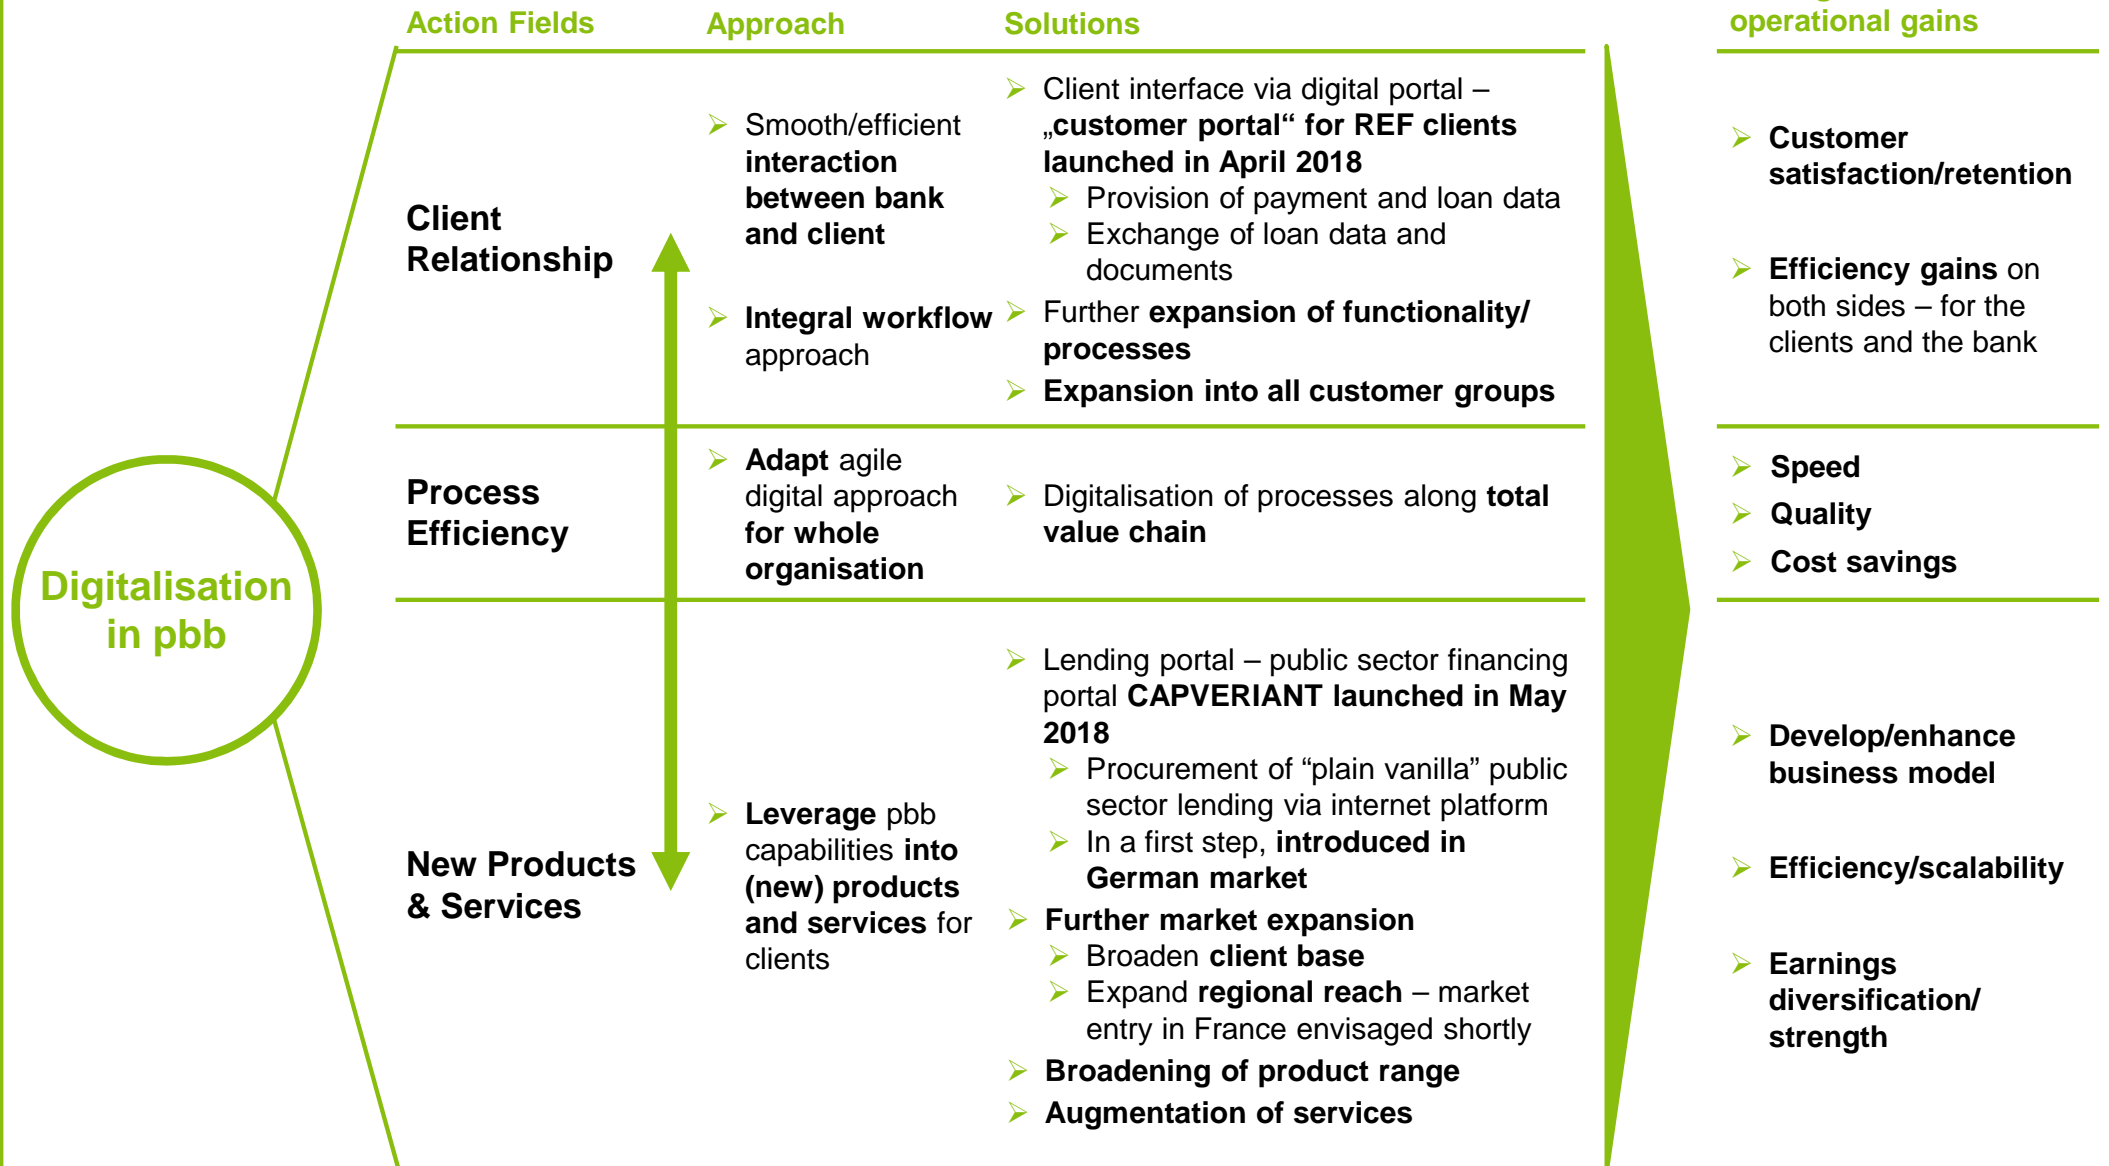 Action Fields
Approach
Solutions
operational gains
Digitalisation
in pbb
Client
Relationship
➢ Smooth/efficient
interaction
between bank
and client
➢ Integral workflow
approach
➢ Client interface via digital portal –
„customer portal“ for REF clients
launched in April 2018
➢ Provision of payment and loan data
➢ Exchange of loan data and
documents
➢ Further expansion of functionality/
processes
➢ Expansion into all customer groups
➢ Customer
satisfaction/retention
➢ Efficiency gains on
both sides – for the
clients and the bank
Process
Efficiency
➢ Adapt agile
digital approach
for whole
organisation
➢ Digitalisation of processes along total
value chain
➢ Speed
➢ Quality
➢ Cost savings
New Products
& Services
➢ Leverage pbb
capabilities into
(new) products
and services for
clients
➢ Lending portal – public sector financing
portal CAPVERIANT launched in May
2018
➢ Procurement of “plain vanilla” public
sector lending via internet platform
➢ In a first step, introduced in
German market
➢ Further market expansion
➢ Broaden client base
➢ Expand regional reach – market
entry in France envisaged shortly
➢ Broadening of product range
➢ Augmentation of services
➢ Develop/enhance
business model
➢ Efficiency/scalability
➢ Earnings
diversification/
strength